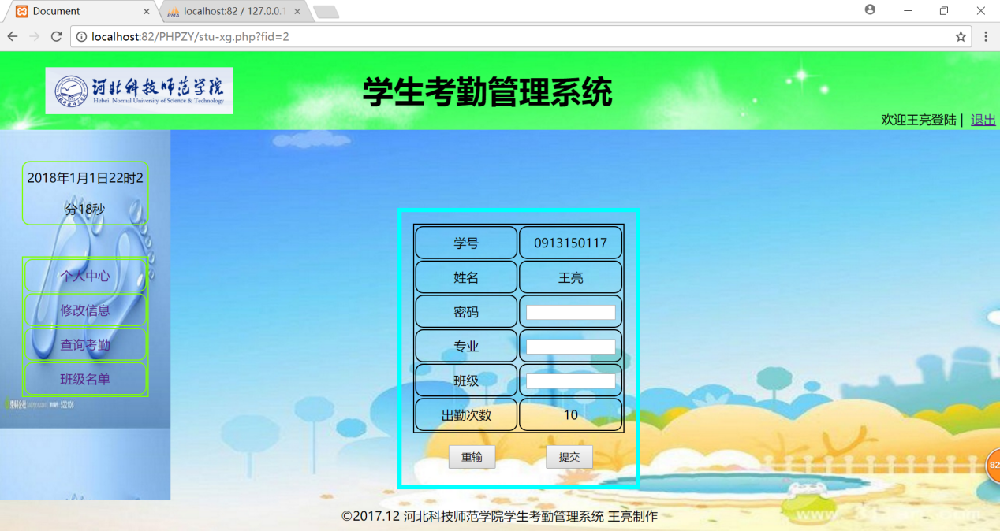 Document
localhost:82 / 127.0.0.1
localhost:82/PHPZY/stu-xg.php?fid=2
河北科技师范学院
Hebei Normal University of Science & Technology
学生考勤管理系统
欢迎王亮登陆 | 退出
2018年1月1日22时2
分18秒
个人中心
修改信息
查询考勤
班级名单
学号 0913150117
姓名 王亮
密码
专业
班级
出勤次数 10
重输 提交
82
©2017.12 河北科技师范学院学生考勤管理系统 王亮制作